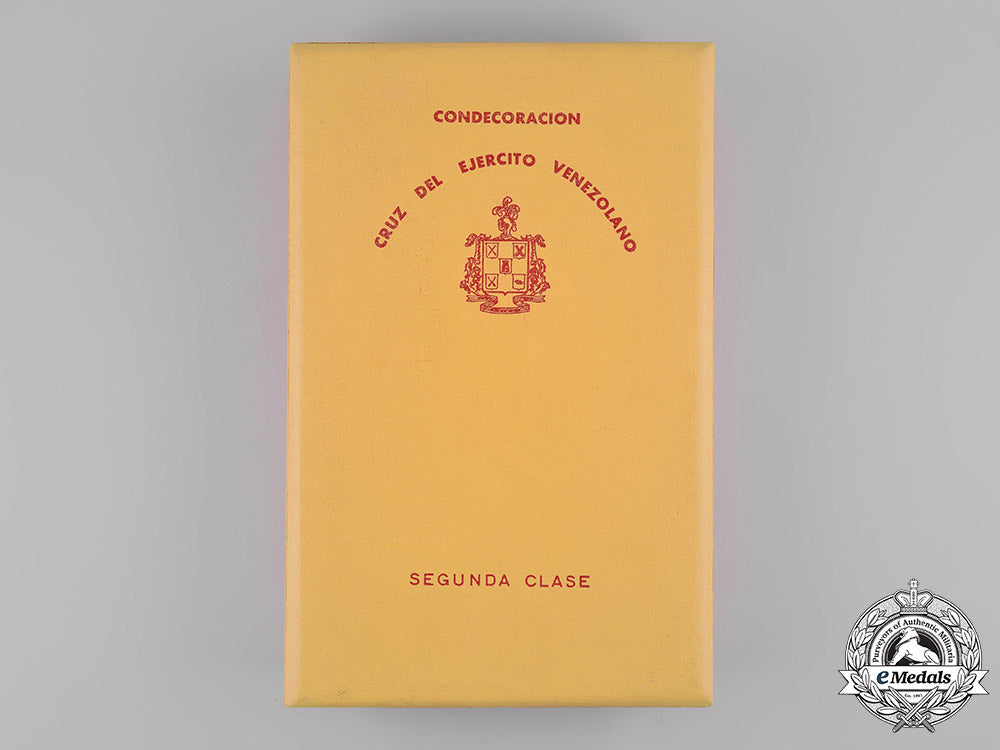 CONDECORACION
CRUZ DEL EJERCITO VENEZOLANO
SEGUNDA CLASE
Purveyors of Authentic Militaria
eMedals